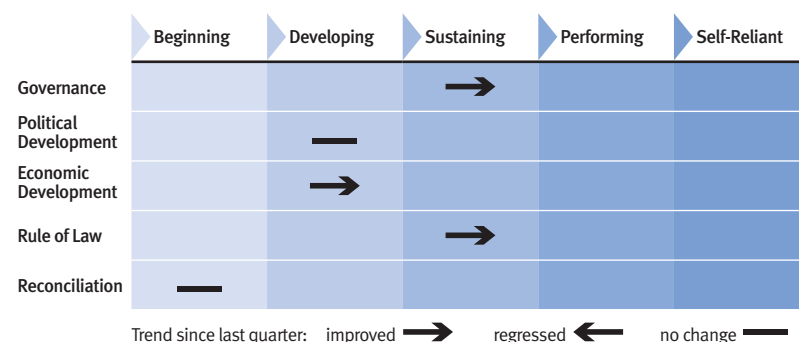 Beginning Developing Sustaining Performing Self-Reliant
Governance
Political
Development
Economic
Development
Rule of Law
Reconciliation
Trend since last quarter: improved regressed no change